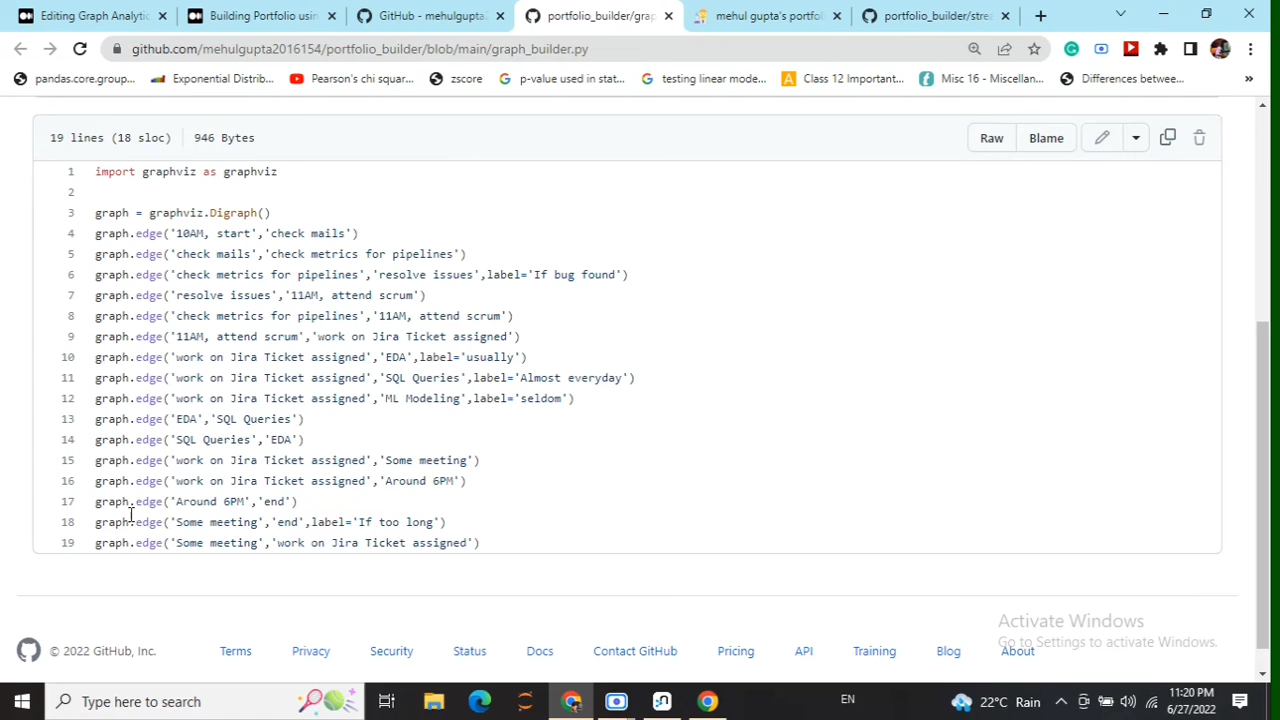 Editing Graph Analytic
Building Portfolio usin
GitHub - mehulgupta
portfolio_builder/grap
mehul gupta's portfol
portfolio_builder/stre
github.com/mehulgupta2016154/portfolio_builder/blob/main/graph_builder.py
pandas.core.group...
Exponential Distrib...
Pearson's chi squar...
zscore
p-value used in stat...
testing linear mode...
Class 12 Important...
Misc 16 - Miscellan...
Differences betwee...
»
19 lines (18 sloc)
946 Bytes
Raw
Blame
1 import graphviz as graphviz
2
3 graph = graphviz.Digraph()
4 graph.edge('10AM, start','check mails')
5 graph.edge('check mails','check metrics for pipelines')
6 graph.edge('check metrics for pipelines','resolve issues',label='If bug found')
7 graph.edge('resolve issues','11AM, attend scrum')
8 graph.edge('check metrics for pipelines','11AM, attend scrum')
9 graph.edge('11AM, attend scrum','work on Jira Ticket assigned')
10 graph.edge('work on Jira Ticket assigned','EDA',label='usually')
11 graph.edge('work on Jira Ticket assigned','SQL Queries',label='Almost everyday')
12 graph.edge('work on Jira Ticket assigned','ML Modeling',label='seldom')
13 graph.edge('EDA','SQL Queries')
14 graph.edge('SQL Queries','EDA')
15 graph.edge('work on Jira Ticket assigned','Some meeting')
16 graph.edge('work on Jira Ticket assigned','Around 6PM')
17 graph.edge('Around 6PM','end')
18 graph.edge('Some meeting','end',label='If too long')
19 graph.edge('Some meeting','work on Jira Ticket assigned')
Activate Windows
Go to Settings to activate Windows.
© 2022 GitHub, Inc.
Terms
Privacy
Security
Status
Docs
Contact GitHub
Pricing
API
Training
Blog
About
Type here to search
EN
22°C Rain
11:20 PM
6/27/2022